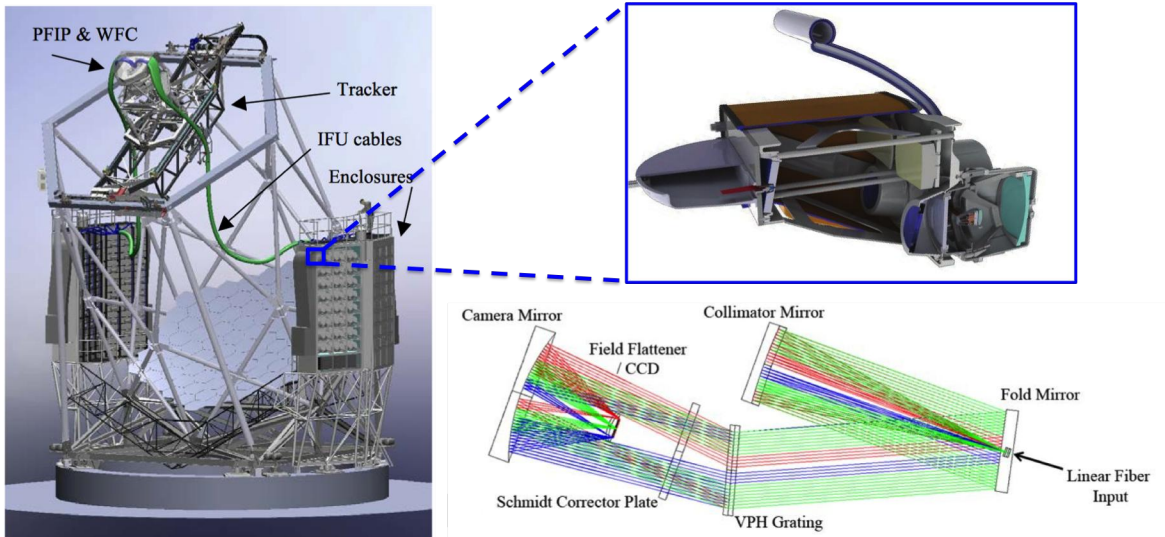 PFIP & WFC
Tracker
IFU cables
Enclosures
Camera Mirror
Field Flattener
/ CCD
Collimator Mirror
Fold Mirror
Linear Fiber
Input
Schmidt Corrector Plate
VPH Grating